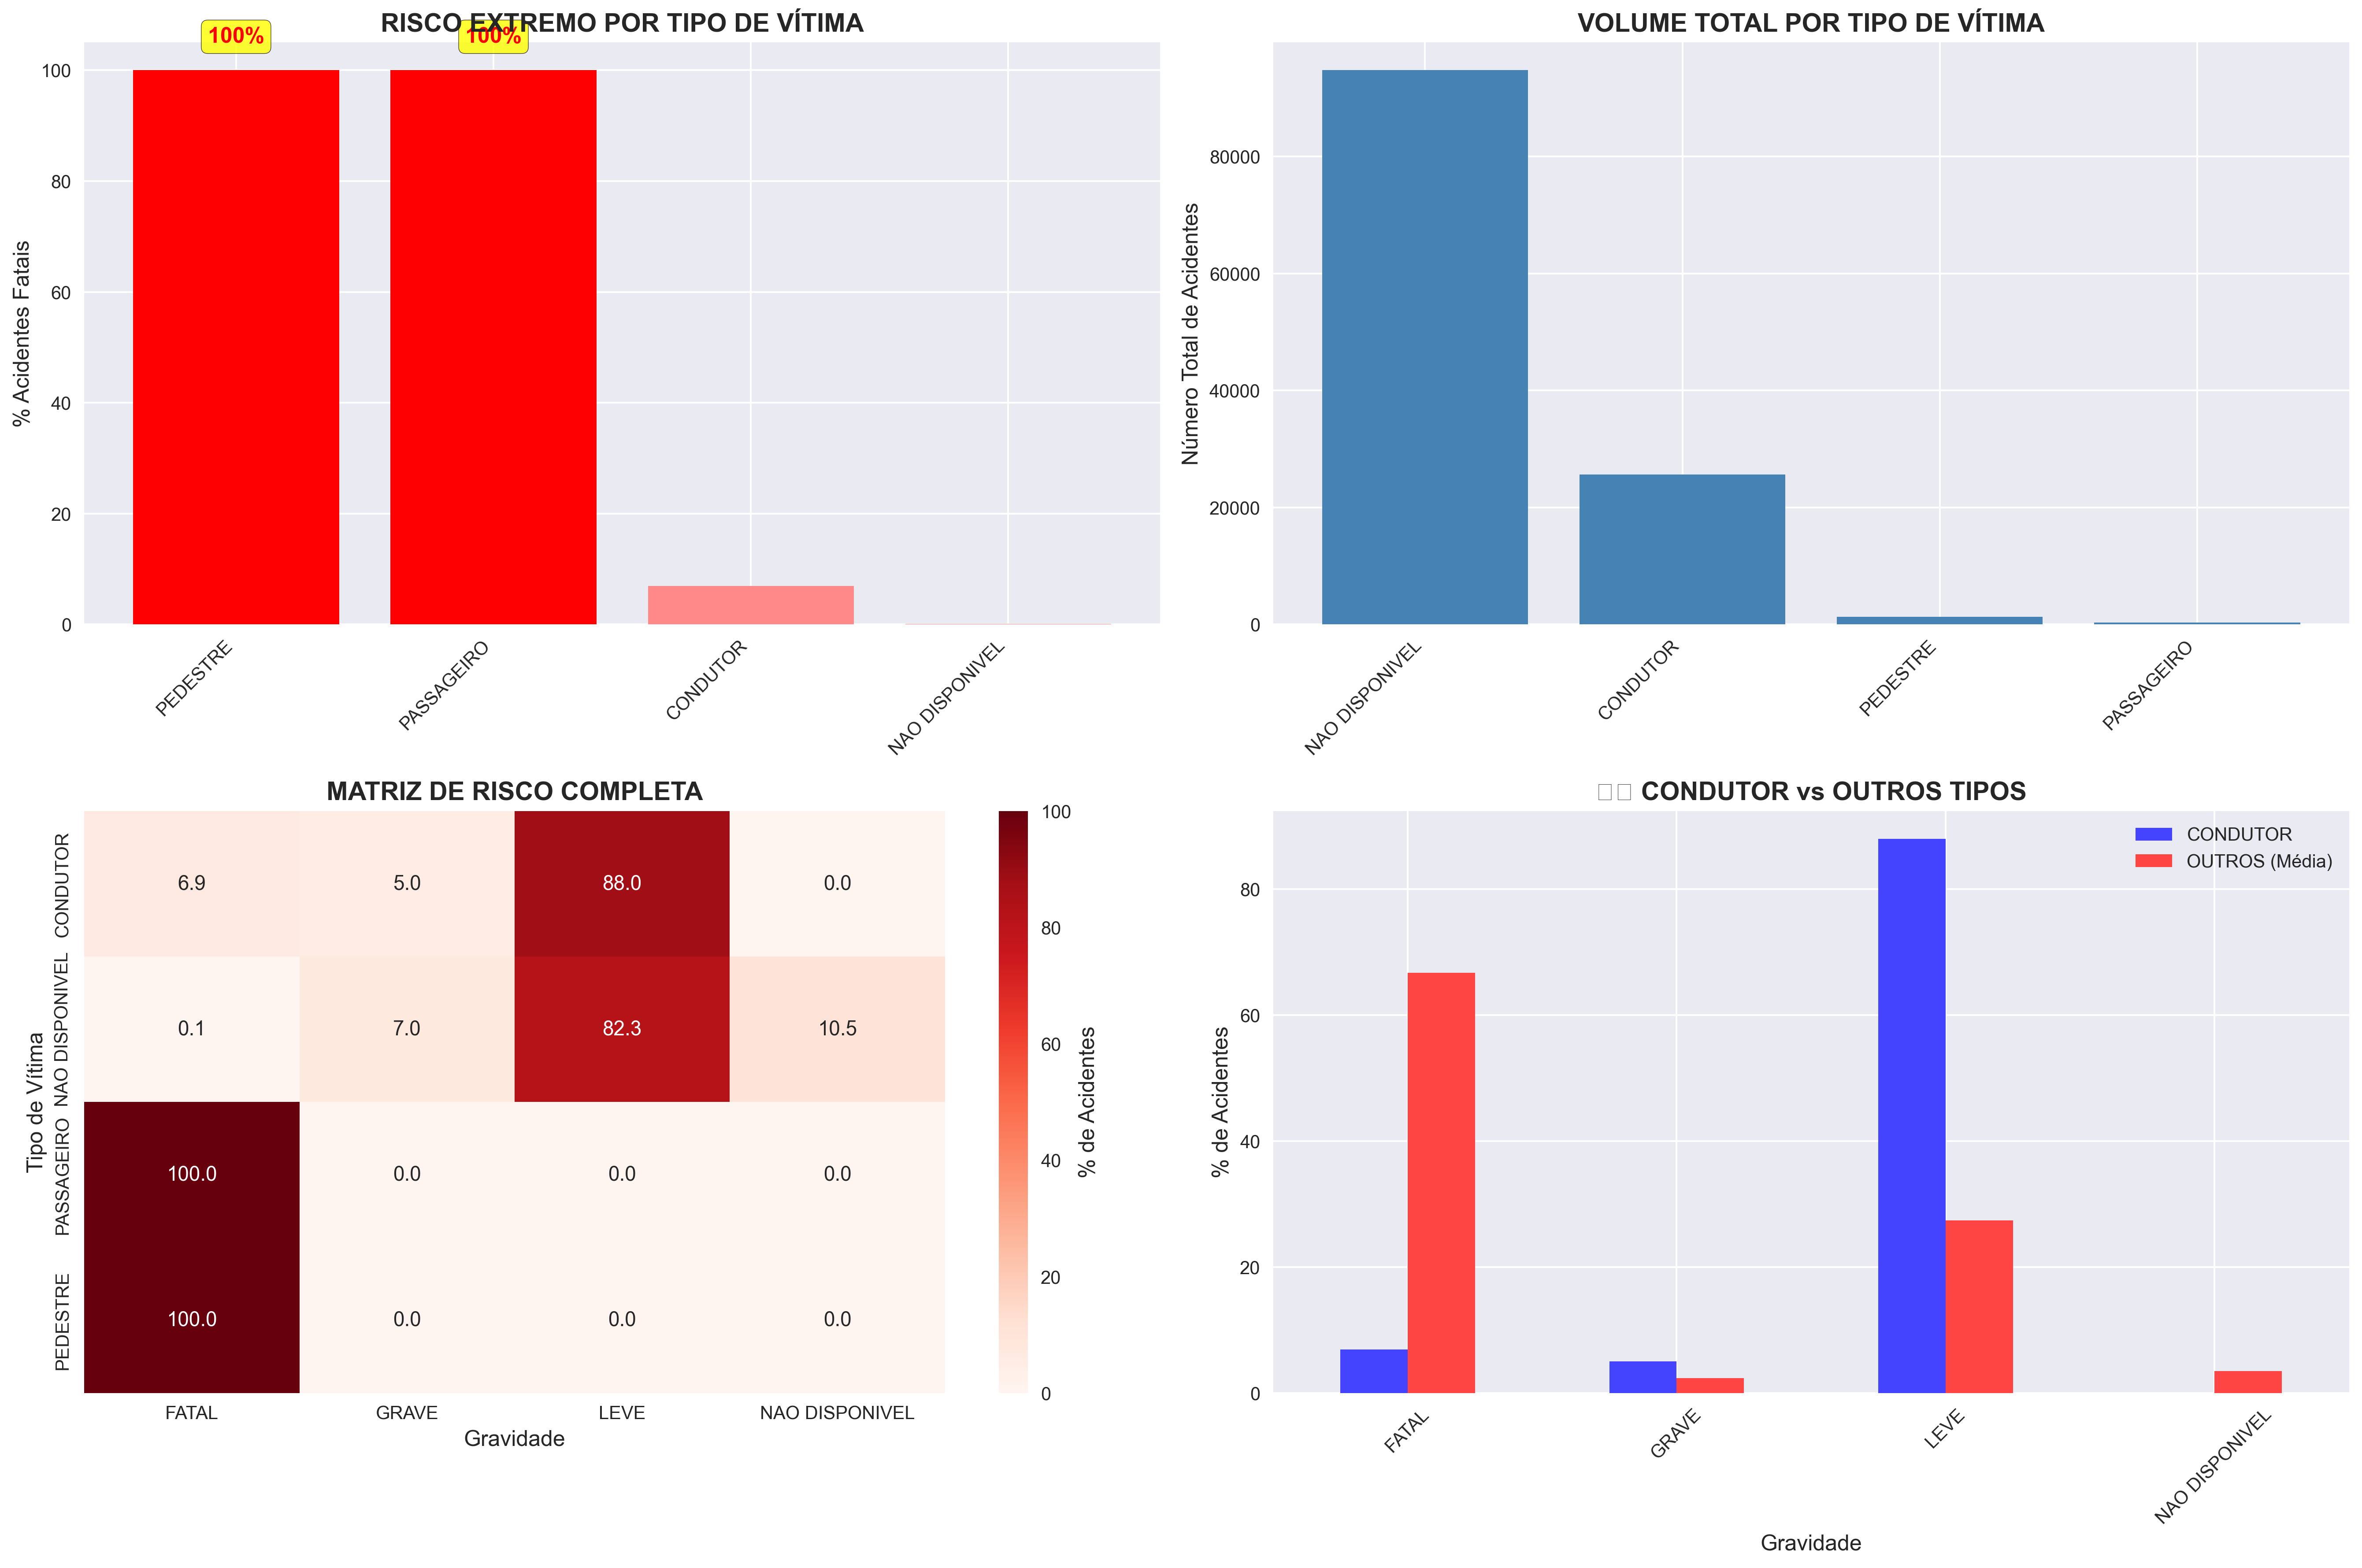 RISCO EXTREMO POR TIPO DE VÍTIMA
100%
100%
% Acidentes Fatais
100
80
60
40
20
0
PEDESTRE
PASSAGEIRO
CONDUTOR
NAO DISPONIVEL
VOLUME TOTAL POR TIPO DE VÍTIMA
Número Total de Acidentes
80000
60000
40000
20000
0
NAO DISPONIVEL
CONDUTOR
PEDESTRE
PASSAGEIRO
MATRIZ DE RISCO COMPLETA
Tipo de Vítima
CONDUTOR
6.9 5.0 88.0 0.0
NAO DISPONIVEL
0.1 7.0 82.3 10.5
PASSAGEIRO
100.0 0.0 0.0 0.0
PEDESTRE
100.0 0.0 0.0 0.0
FATAL GRAVE LEVE NAO DISPONIVEL
Gravidade
100
80
60
40
20
0
% de Acidentes
CONDUTOR vs OUTROS TIPOS
CONDUTOR
OUTROS (Média)
% de Acidentes
80
60
40
20
0
FATAL
GRAVE
LEVE
NAO DISPONIVEL
Gravidade